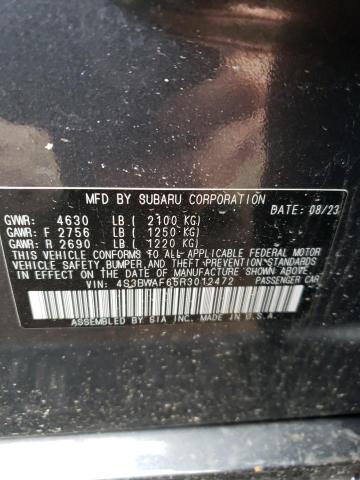 MFD BY SUBARU CORPORATION
DATE: 08/23
GVWR: 4630 LB ( 2100 KG)
GAWR: F 2756 LB ( 1250 KG)
GAWR: R 2690 LB ( 1220 KG)
THIS VEHICLE CONFORMS TO ALL APPLICABLE FEDERAL MOTOR
VEHICLE SAFETY, BUMPER, AND THEFT PREVENTION STANDARDS
IN EFFECT ON THE DATE OF MANUFACTURE SHOWN ABOVE.
VIN: 4S3BWAF65R3012472 PASSENGER CAR
ASSEMBLED BY SIA, INC. MADE IN U.S.A.